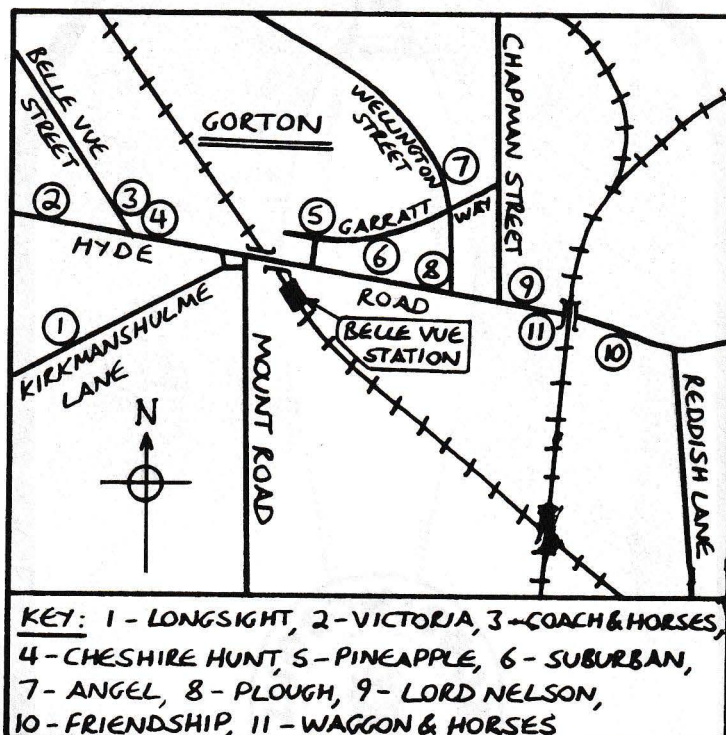 BELLE VUE
STREET
GORTON
WELLINGTON
STREET
CHAPMAN STREET
7
3
2
4
5
GARRATT
WAY
6
8
9
HYDE
ROAD
11
10
1
KIRKMANSHULME
LANE
BELLE VUE
STATION
MOUNT ROAD
REDDISH LANE
N
KEY: 1 - LONGSIGHT, 2 - VICTORIA, 3 - COACH & HORSES,
4 - CHESHIRE HUNT, 5 - PINEAPPLE, 6 - SUBURBAN,
7 - ANGEL, 8 - PLOUGH, 9 - LORD NELSON,
10 - FRIENDSHIP, 11 - WAGGON & HORSES